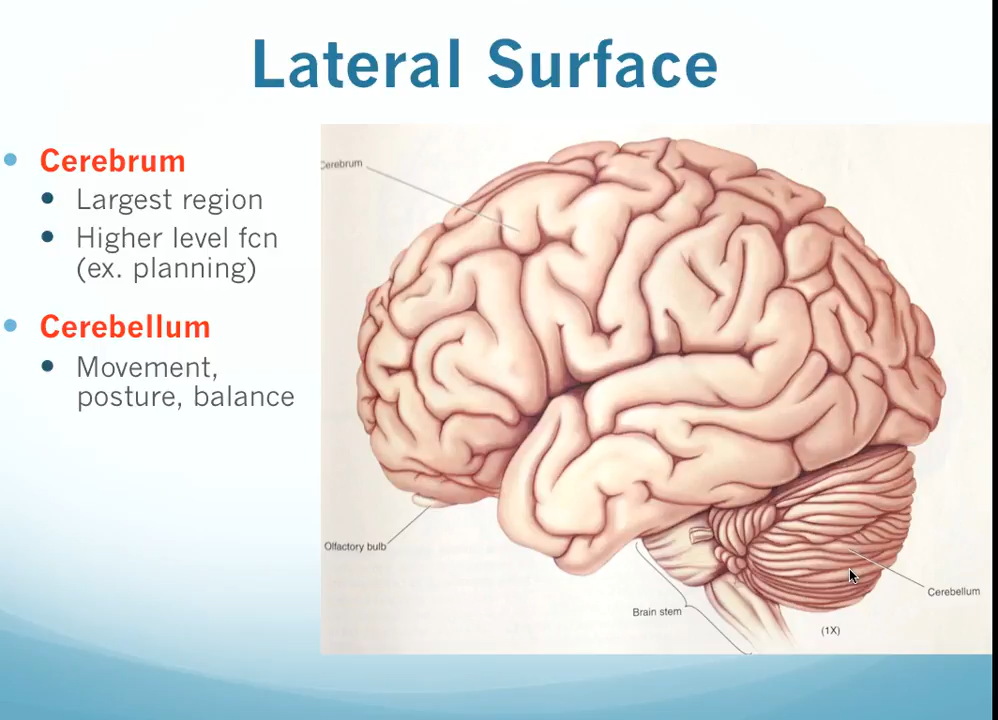 Lateral Surface
Cerebrum
Largest region
Higher level fcn
(ex. planning)
Cerebellum
Movement,
posture, balance
Cerebrum
Olfactory bulb
Brain stem
Cerebellum
(1X)